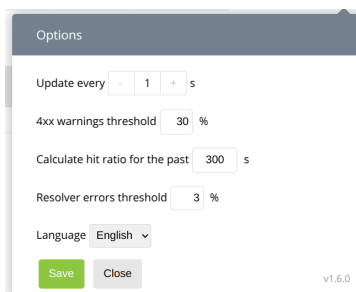 Options
Update every - 1 + s
4xx warnings threshold 30 %
Calculate hit ratio for the past 300 s
Resolver errors threshold 3 %
Language English
Save Close v1.6.0